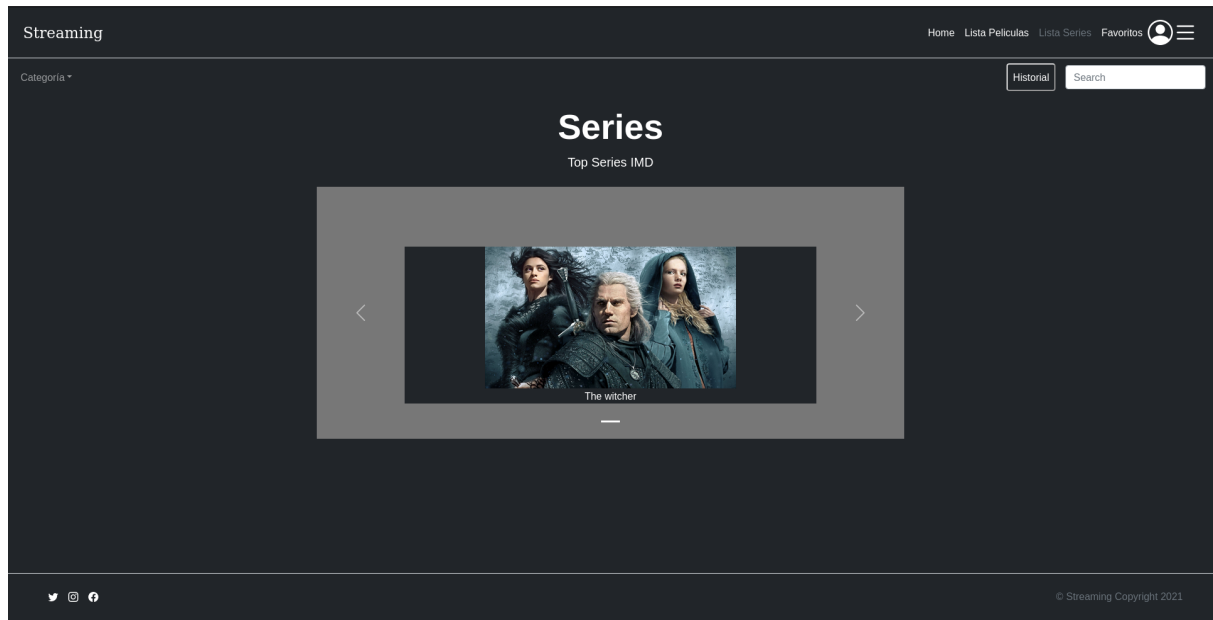 Streaming
Home Lista Peliculas Lista Series Favoritos
Categoría
Historial
Search
Series
Top Series IMD
The witcher
© Streaming Copyright 2021